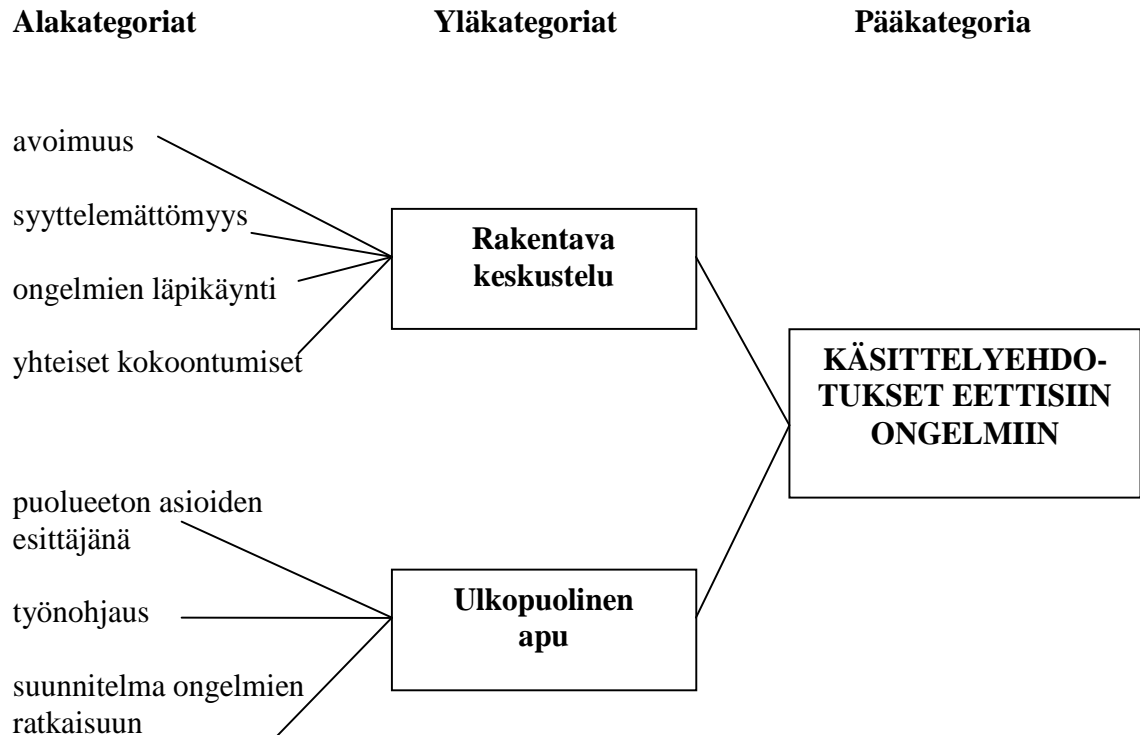 Alakategoriat Yläkategoriat Pääkategoria
avoimuus
syyttelemättömyys
ongelmien läpikäynti
yhteiset kokoontumiset
Rakentava
keskustelu
puolueeton asioiden
esittäjänä
työnohjaus
suunnitelma ongelmien
ratkaisuun
Ulkopuolinen
apu
KÄSITTELYEHDO-
TUKSET EETTISIIN
ONGELMIIN